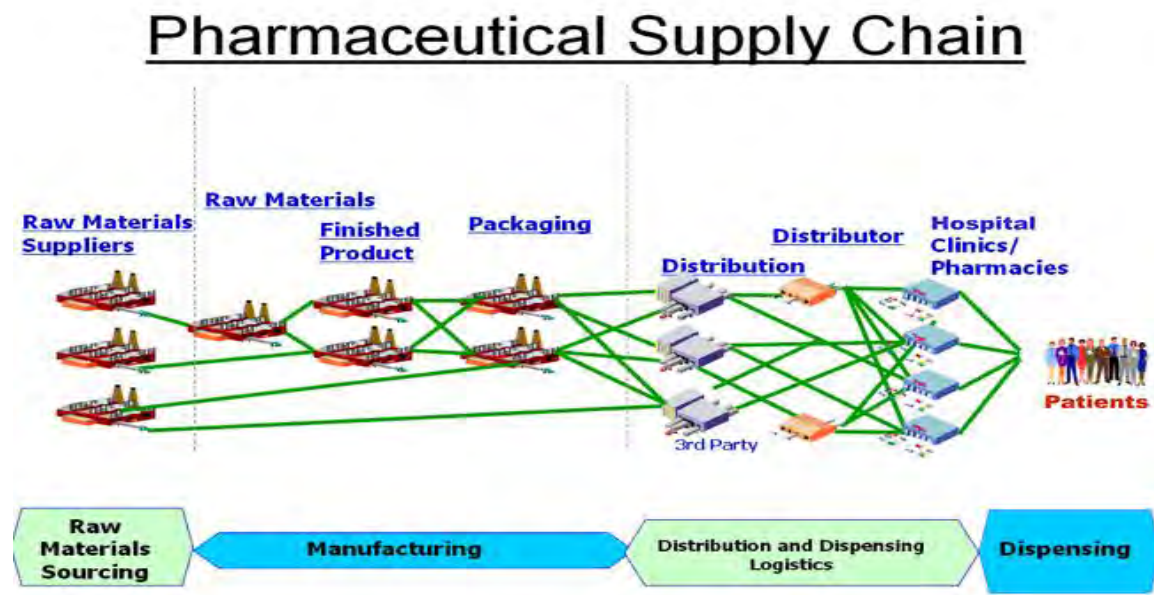 Pharmaceutical Supply Chain
Raw Materials
Suppliers
Raw Materials
Finished
Product
Packaging
Distribution
Distributor
Hospital
Clinics/
Pharmacies
3rd Party
Patients
Raw
Materials
Sourcing
Manufacturing
Distribution and Dispensing
Logistics
Dispensing